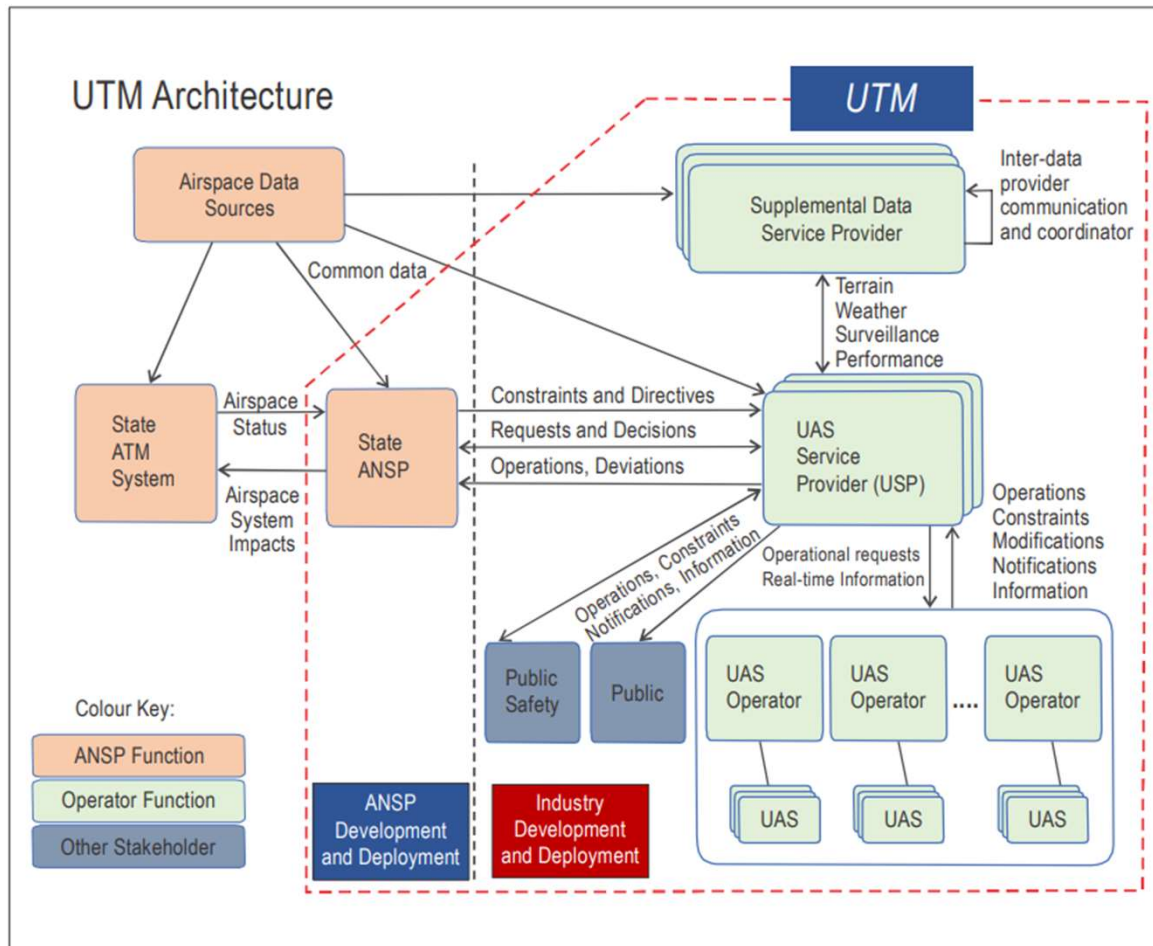 UTM Architecture
UTM
Airspace Data
Sources
Supplemental Data
Service Provider
Inter-data
provider
communication
and coordinator
Common data
Terrain
Weather
Surveillance
Performance
State
ATM
System
Airspace
Status
Airspace
System
Impacts
State
ANSP
Constraints and Directives
Requests and Decisions
Operations, Deviations
UAS
Service
Provider (USP)
Operations, Constraints
Notifications, Information
Operational requests
Real-time Information
Operations
Constraints
Modifications
Notifications
Information
Public
Safety
Public
UAS
Operator
UAS
Operator
....
UAS
Operator
UAS
UAS
UAS
Colour Key:
ANSP Function
Operator Function
Other Stakeholder
ANSP
Development
and Deployment
Industry
Development
and Deployment